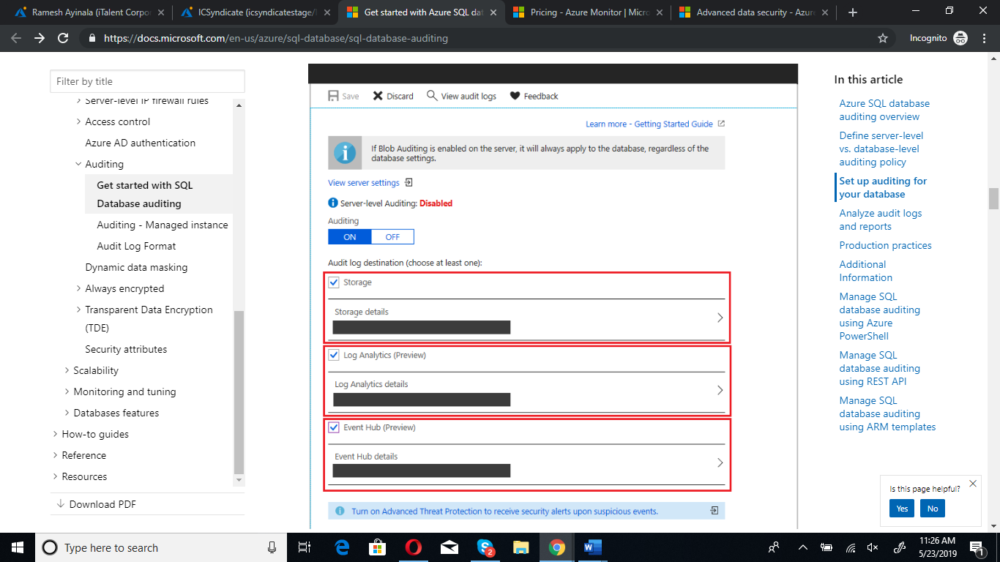 Ramesh Ayinala (iTalent Corpor
ICSyndicate (icsyndicatestage/
Get started with Azure SQL dat
Pricing - Azure Monitor | Micro
Advanced data security - Azure
https://docs.microsoft.com/en-us/azure/sql-database/sql-database-auditing
Incognito
Filter by title
Server-level IP firewall rules
Access control
Azure AD authentication
Auditing
Get started with SQL
Database auditing
Auditing - Managed instance
Audit Log Format
Dynamic data masking
Always encrypted
Transparent Data Encryption
(TDE)
Security attributes
Scalability
Monitoring and tuning
Databases features
How-to guides
Reference
Resources
Download PDF
Save
Discard
View audit logs
Feedback
Learn more - Getting Started Guide
If Blob Auditing is enabled on the server, it will always apply to the database, regardless of the
database settings.
View server settings
Server-level Auditing: Disabled
Auditing
ON
OFF
Audit log destination (choose at least one):
Storage
Storage details
Log Analytics (Preview)
Log Analytics details
Event Hub (Preview)
Event Hub details
Turn on Advanced Threat Protection to receive security alerts upon suspicious events.
In this article
Azure SQL database
auditing overview
Define server-level
vs. database-level
auditing policy
Set up auditing for
your database
Analyze audit logs
and reports
Production practices
Additional
Information
Manage SQL
database auditing
using Azure
PowerShell
Manage SQL
database auditing
using REST API
Manage SQL
database auditing
using ARM templates
Is this page helpful?
Yes
No
Type here to search
2
11:26 AM
5/23/2019
1